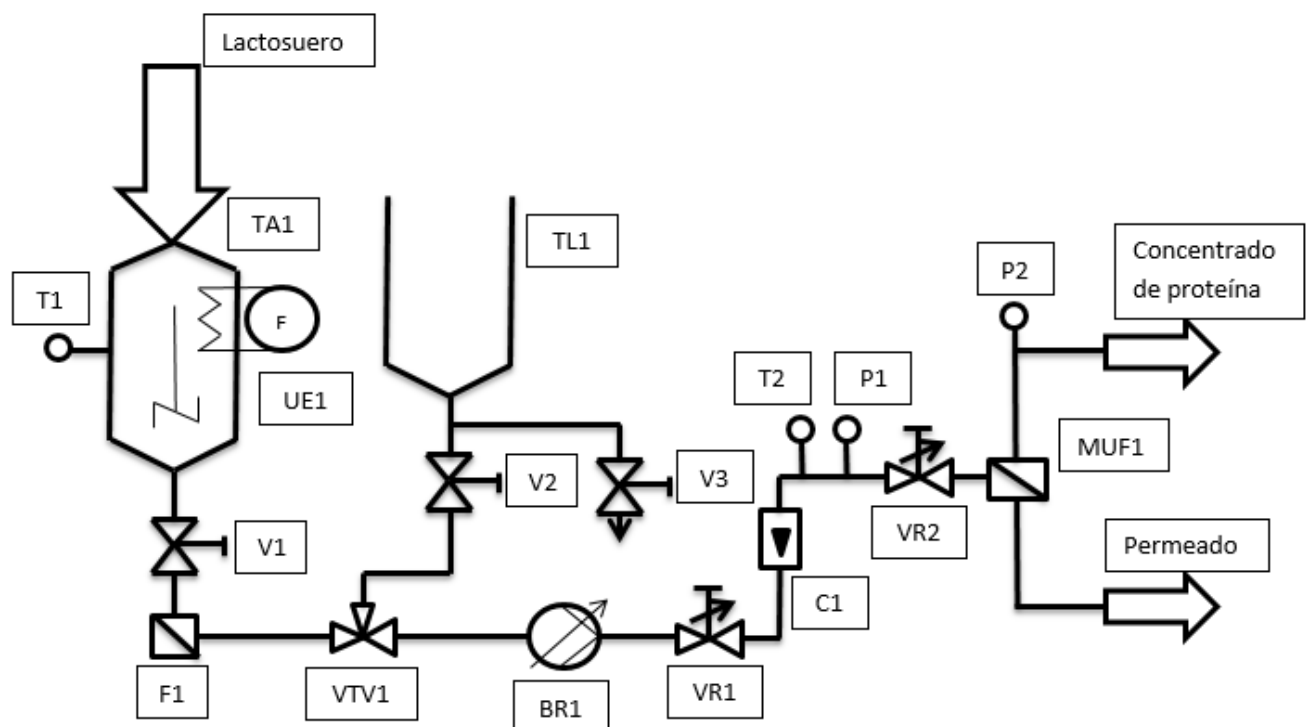 Lactosuero
TA1
TL1
T1
F
UE1
P2
Concentrado
de proteína
T2
P1
V2
V3
MUF1
V1
VR2
Permeado
C1
F1
VTV1
BR1
VR1